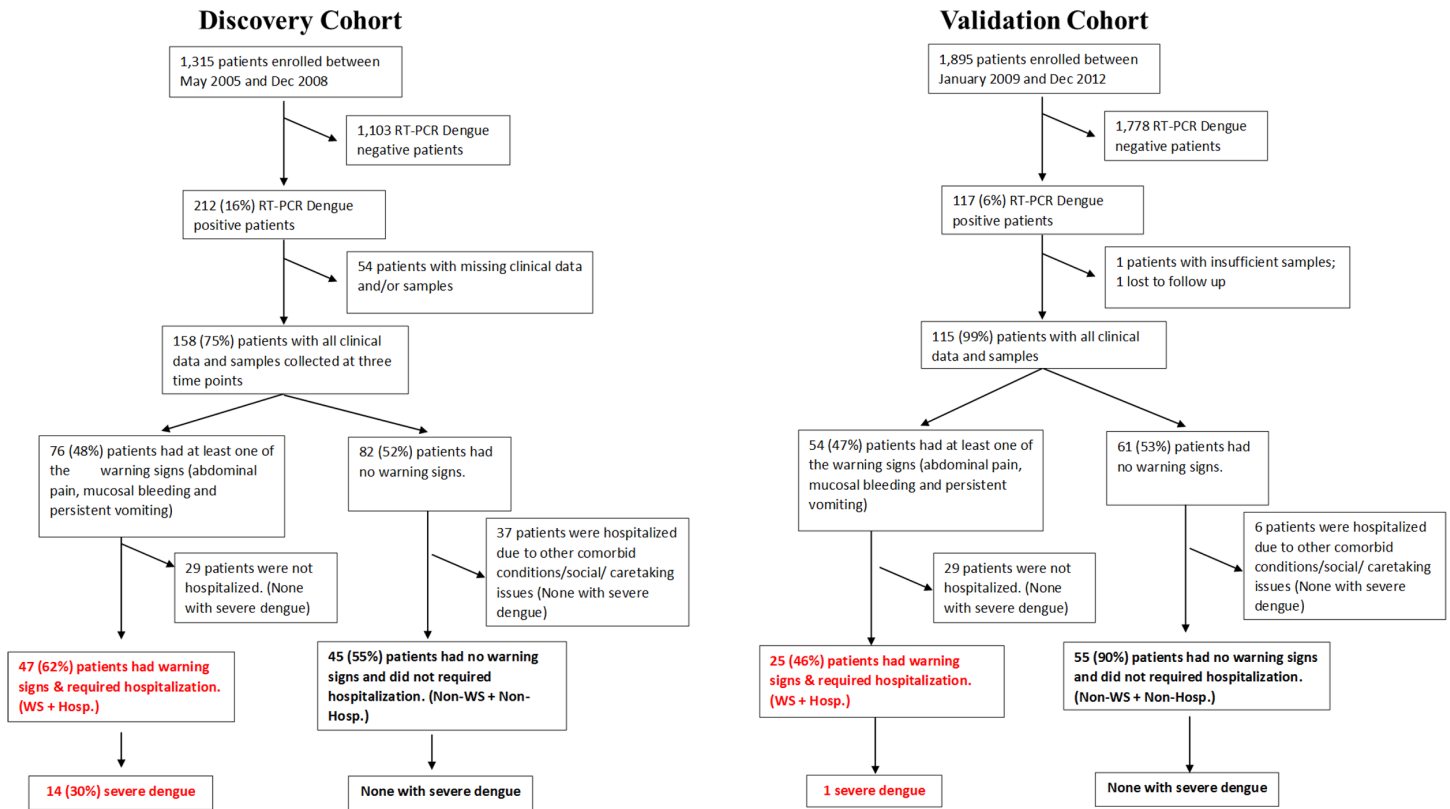 Discovery Cohort
1,315 patients enrolled between
May 2005 and Dec 2008
1,103 RT-PCR Dengue
negative patients
212 (16%) RT-PCR Dengue
positive patients
54 patients with missing clinical data
and/or samples
158 (75%) patients with all clinical
data and samples collected at three
time points
76 (48%) patients had at least one of
the warning signs (abdominal
pain, mucosal bleeding and
persistent vomiting)
82 (52%) patients had
no warning signs.
29 patients were not
hospitalized. (None
with severe dengue)
37 patients were hospitalized
due to other comorbid
conditions/social/ caretaking
issues (None with severe
dengue)
47 (62%) patients had warning
signs & required hospitalization.
(WS + Hosp.)
45 (55%) patients had no warning
signs and did not required
hospitalization. (Non-WS + Non-
Hosp.)
14 (30%) severe dengue
None with severe dengue
Validation Cohort
1,895 patients enrolled between
January 2009 and Dec 2012
1,778 RT-PCR Dengue
negative patients
117 (6%) RT-PCR Dengue
positive patients
1 patients with insufficient samples;
1 lost to follow up
115 (99%) patients with all clinical
data and samples
54 (47%) patients had at least one of
the warning signs (abdominal pain,
mucosal bleeding and persistent
vomiting)
61 (53%) patients had
no warning signs.
29 patients were not
hospitalized. (None
with severe dengue)
6 patients were hospitalized
due to other comorbid
conditions/social/ caretaking
issues (None with severe
dengue)
25 (46%) patients had warning
signs & required hospitalization.
(WS + Hosp.)
55 (90%) patients had no warning signs
and did not required hospitalization.
(Non-WS + Non-Hosp.)
1 severe dengue
None with severe dengue